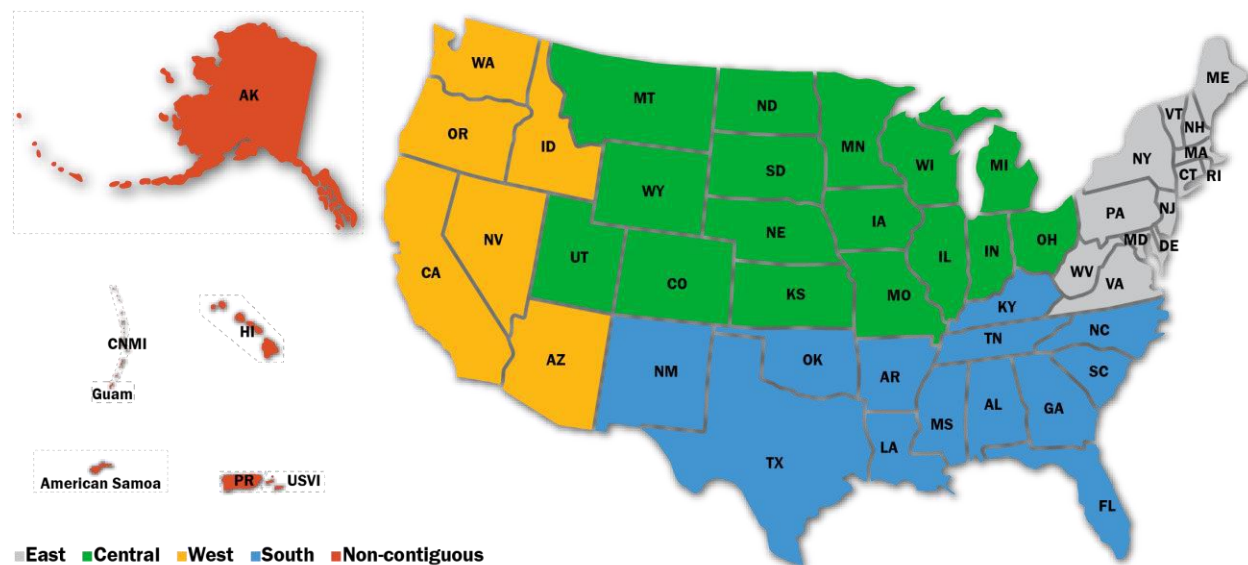 ME
WA
VT
MT
ND
NH
AK
OR
MN
NY
MA
ID
WI
MI
CT
RI
SD
WY
PA
NJ
IA
NE
MD
DE
NV
OH
UT
IL
IN
WV
CA
CO
VA
KS
MO
KY
HI
NC
CNMI
TN
AZ
OK
NM
AR
SC
Guam
AL
GA
MS
LA
TX
American Samoa
PR
USVI
FL
East Central West South Non-contiguous